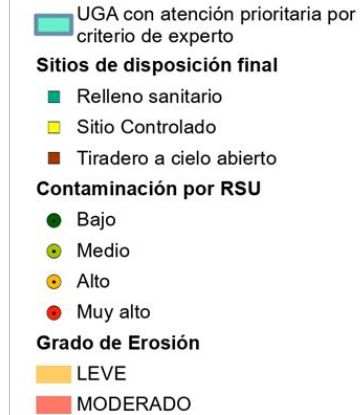 UGA con atención prioritaria por
criterio de experto
Sitios de disposición final
Relleno sanitario
Sitio Controlado
Tiradero a cielo abierto
Contaminación por RSU
Bajo
Medio
Alto
Muy alto
Grado de Erosión
LEVE
MODERADO